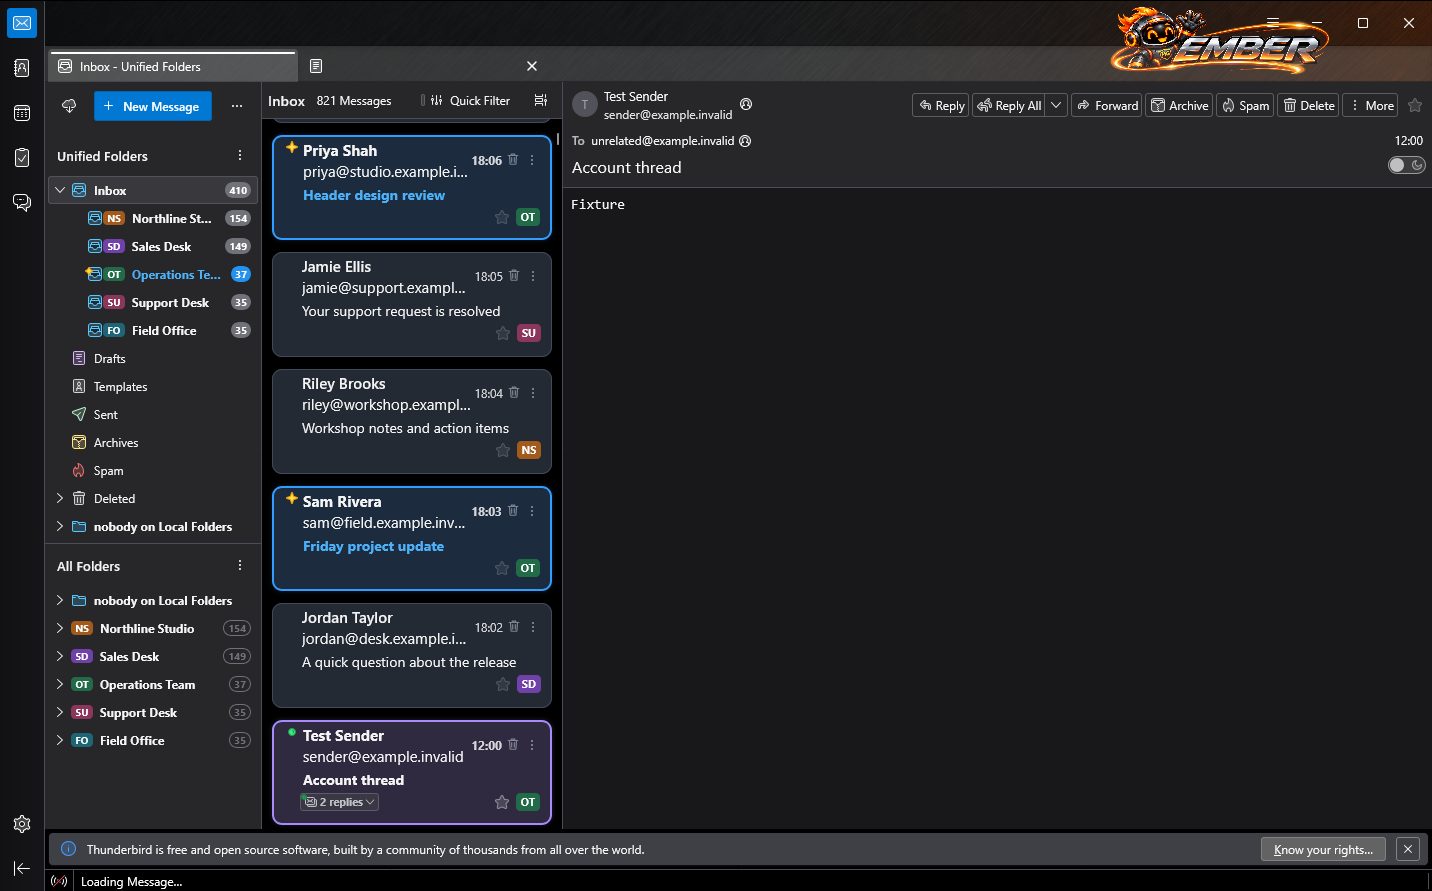 EMBER
Inbox - Unified Folders
New Message
Unified Folders
Inbox 410
NS Northline St... 154
SD Sales Desk 149
OT Operations Te... 37
SU Support Desk 35
FO Field Office 35
Drafts
Templates
Sent
Archives
Spam
Deleted
nobody on Local Folders
All Folders
nobody on Local Folders
NS Northline Studio 154
SD Sales Desk 149
OT Operations Team 37
SU Support Desk 35
FO Field Office 35
Inbox 821 Messages Quick Filter
Priya Shah
18:06
priya@studio.example.i...
Header design review
OT
Jamie Ellis
18:05
jamie@support.exampl...
Your support request is resolved
SU
Riley Brooks
18:04
riley@workshop.exampl...
Workshop notes and action items
NS
Sam Rivera
18:03
sam@field.example.inv...
Friday project update
OT
Jordan Taylor
18:02
jordan@desk.example.i...
A quick question about the release
SD
Test Sender
12:00
sender@example.invalid
Account thread
2 replies OT
T
Test Sender
sender@example.invalid
Reply Reply All Forward Archive Spam Delete More
To unrelated@example.invalid 12:00
Account thread
Fixture
Thunderbird is free and open source software, built by a community of thousands from all over the world.
Know your rights...
Loading Message...